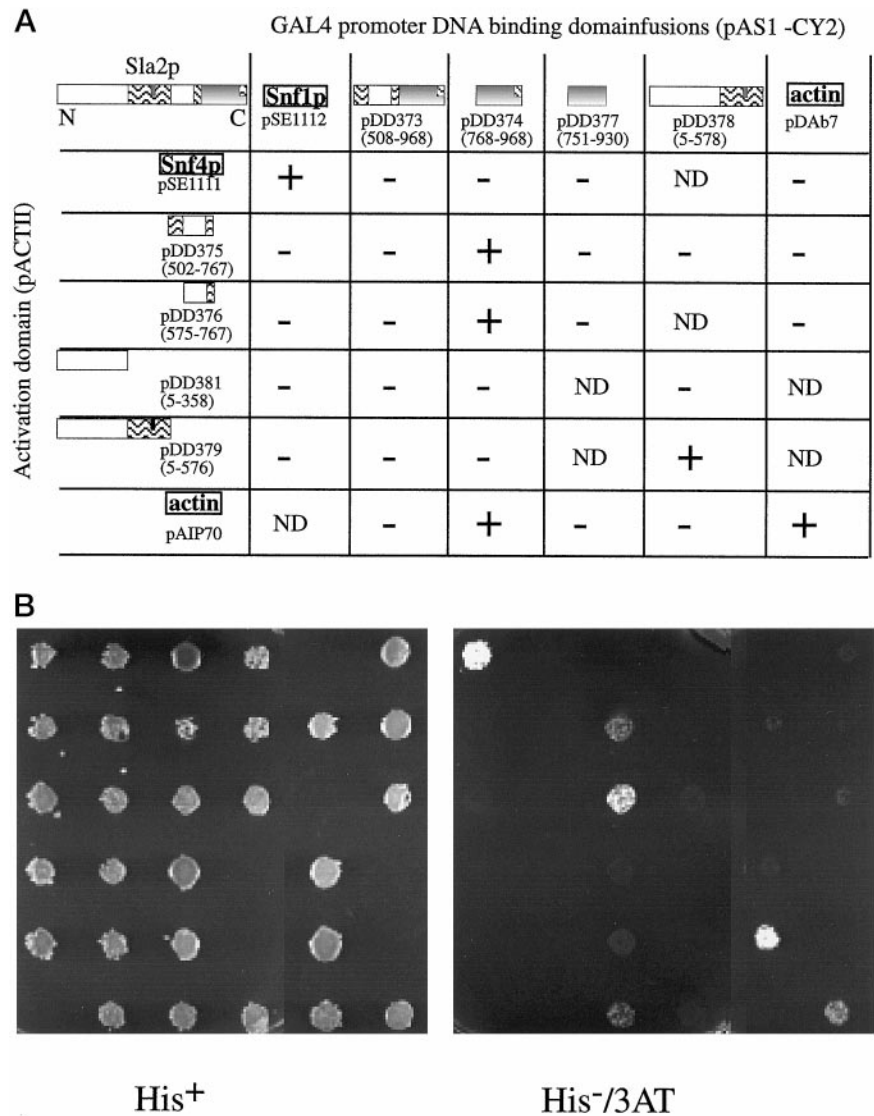 A
GAL4 promoter DNA binding domainfusions (pAS1 -CY2)
Sla2p
N C
Snf1p
pSE1112
pDD373
(508-968)
pDD374
(768-968)
pDD377
(751-930)
pDD378
(5-578)
actin
pDAb7
Activation domain (pACTII)
Snf4p
pSE1111
+ - - - ND -
pDD375
(502-767)
- - + - - -
pDD376
(575-767)
- - + - ND -
pDD381
(5-358)
- - - ND - ND
pDD379
(5-576)
- - - ND + ND
actin
pAIP70
ND - + - - +
B
His+ His-/3AT